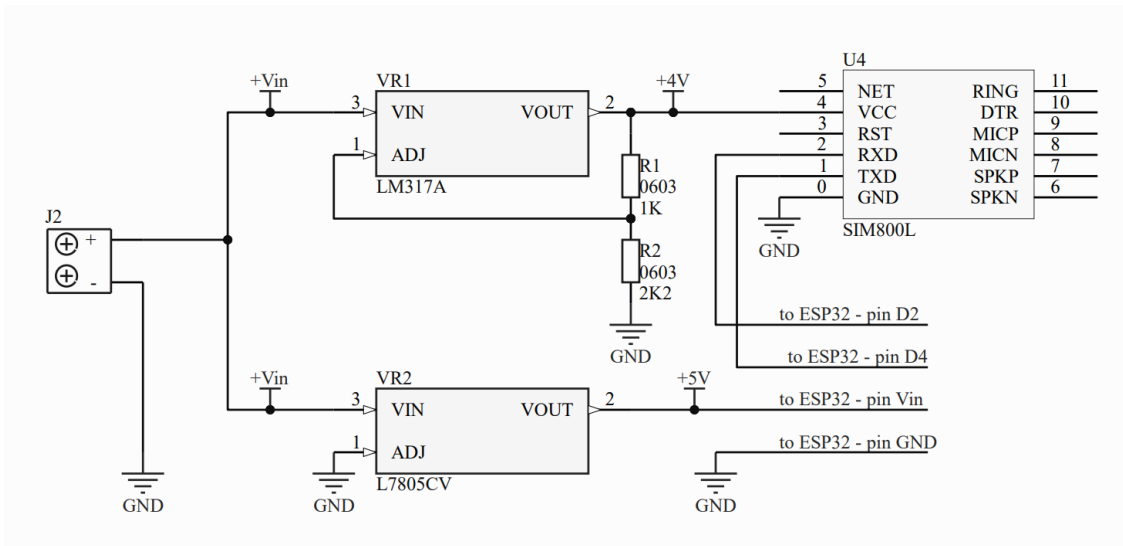 U4
+Vin
VR1
+4V
5 NET RING 11
3 VIN VOUT 2
4 VCC DTR 10
3 RST MICP 9
1 ADJ
2 RXD MICN 8
LM317A
R1
0603
1K
1 TXD SPKP 7
0 GND SPKN 6
J2
+
-
SIM800L
GND
R2
0603
2K2
GND
to ESP32 - pin D2
to ESP32 - pin D4
+Vin
VR2
+5V
3 VIN VOUT 2
to ESP32 - pin Vin
1 ADJ
to ESP32 - pin GND
L7805CV
GND
GND
GND